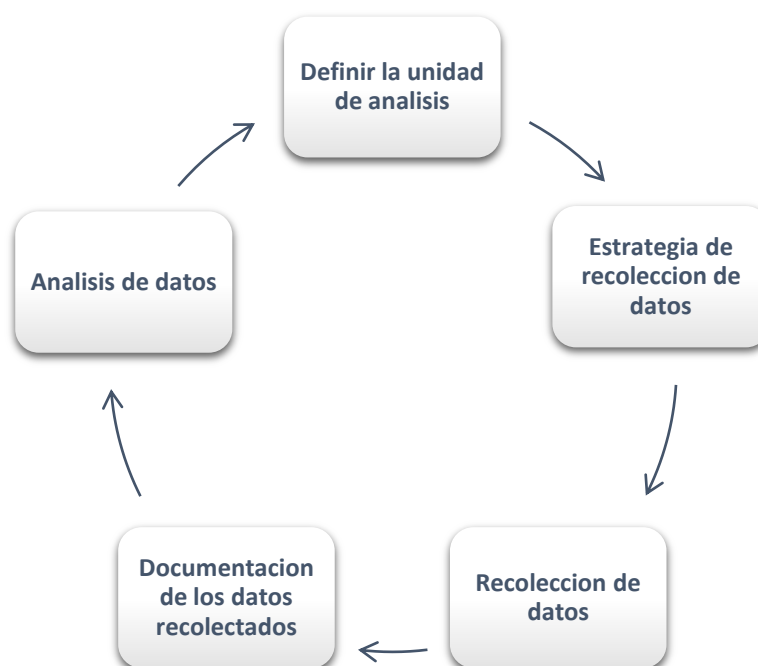 Definir la unidad
de analisis
Estrategia de
recoleccion de
datos
Recoleccion de
datos
Documentacion
de los datos
recolectados
Analisis de datos